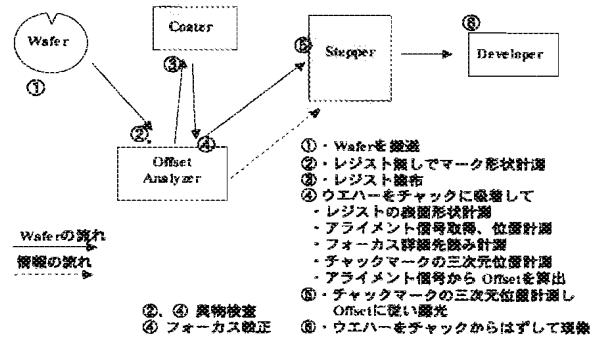 Wafer
①
Coater
③
②
④
Offset
Analyzer
⑤
Stepper
⑥
Developer
Waferの流れ
情報の流れ
①・Waferを搬送
②・レジスト無しでマーク形状計測
③・レジスト塗布
④ウエハーをチャックに吸着して
・レジストの表面形状計測
・アライメント信号取得、位置計測
・フォーカス詳細先読み計測
・チャックマークの三次元位置計測
・アライメント信号から Offsetを算出
⑤・チャックマークの三次元位置計測し
Offsetに従い露光
⑥・ウエハーをチャックからはずして現像
②、④ 異物検査
④ フォーカス較正